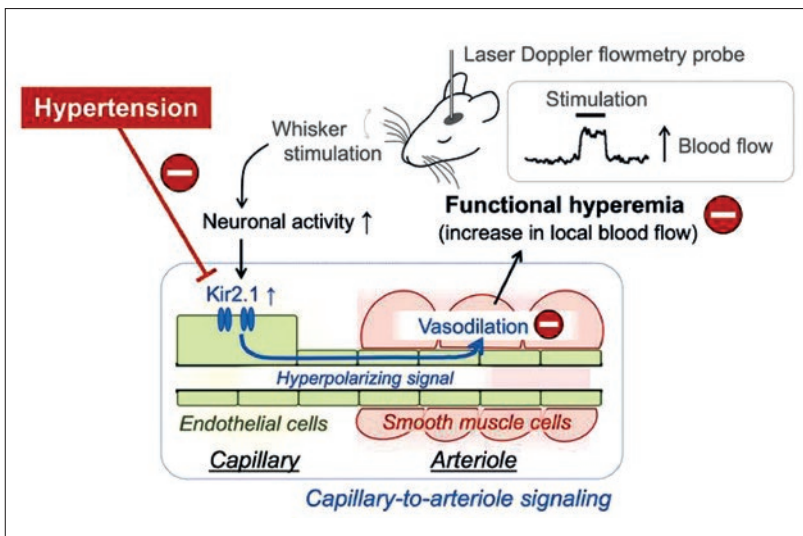 Laser Doppler flowmetry probe
Hypertension
Stimulation
Blood flow
Whisker
stimulation
Neuronal activity ↑
Functional hyperemia
(increase in local blood flow)
Kir2.1 ↑
Vasodilation
Hyperpolarizing signal
Endothelial cells
Smooth muscle cells
Capillary
Arteriole
Capillary-to-arteriole signaling